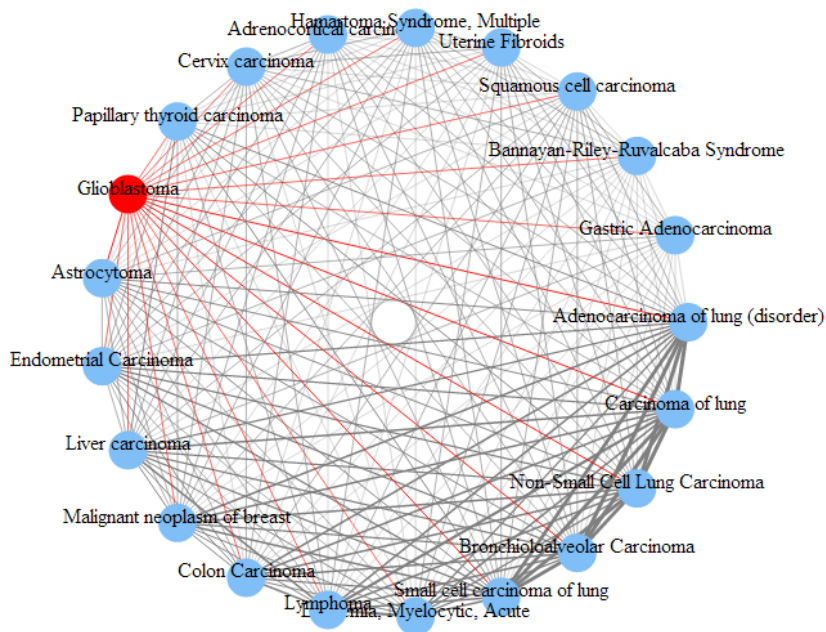 Hamartoma Syndrome, Multiple
Adrenocortical carcin
Uterine Fibroids
Cervix carcinoma
Squamous cell carcinoma
Papillary thyroid carcinoma
Bannayan-Riley-Ruvalcaba Syndrome
Glioblastoma
Gastric Adenocarcinoma
Astrocytoma
Adenocarcinoma of lung (disorder)
Endometrial Carcinoma
Carcinoma of lung
Liver carcinoma
Non-Small Cell Lung Carcinoma
Malignant neoplasm of breast
Bronchioloalveolar Carcinoma
Colon Carcinoma
Small cell carcinoma of lung
Lymphoma
Myelocytic, Acute